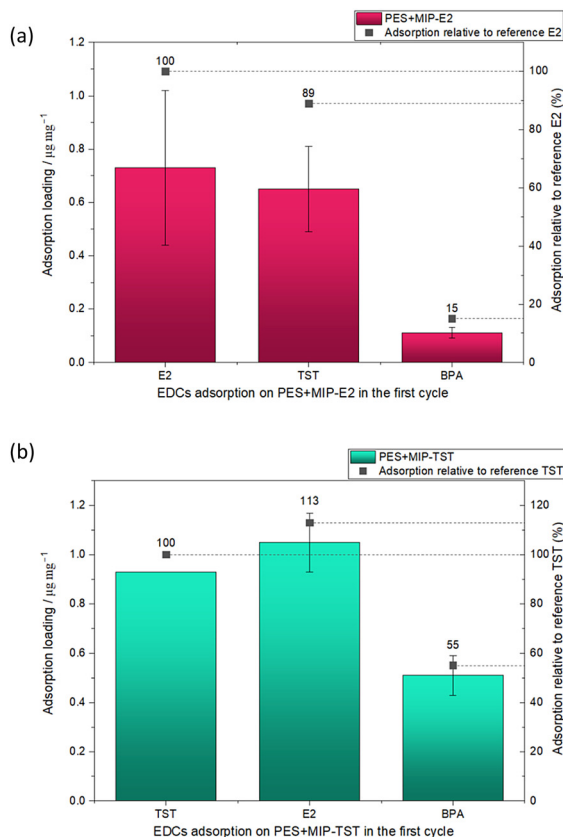 (a)
PES+MIP-E2
Adsorption relative to reference E2
1.2
1.0
0.8
0.6
0.4
0.2
0.0
Adsorption loading / µg mg⁻¹
100
89
15
100
80
60
40
20
0
Adsorption relative to reference E2 (%)
E2 TST BPA
EDCs adsorption on PES+MIP-E2 in the first cycle
(b)
PES+MIP-TST
Adsorption relative to reference TST
1.2
1.0
0.8
0.6
0.4
0.2
0.0
Adsorption loading / µg mg⁻¹
100
113
55
120
100
80
60
40
20
0
Adsorption relative to reference TST (%)
TST E2 BPA
EDCs adsorption on PES+MIP-TST in the first cycle